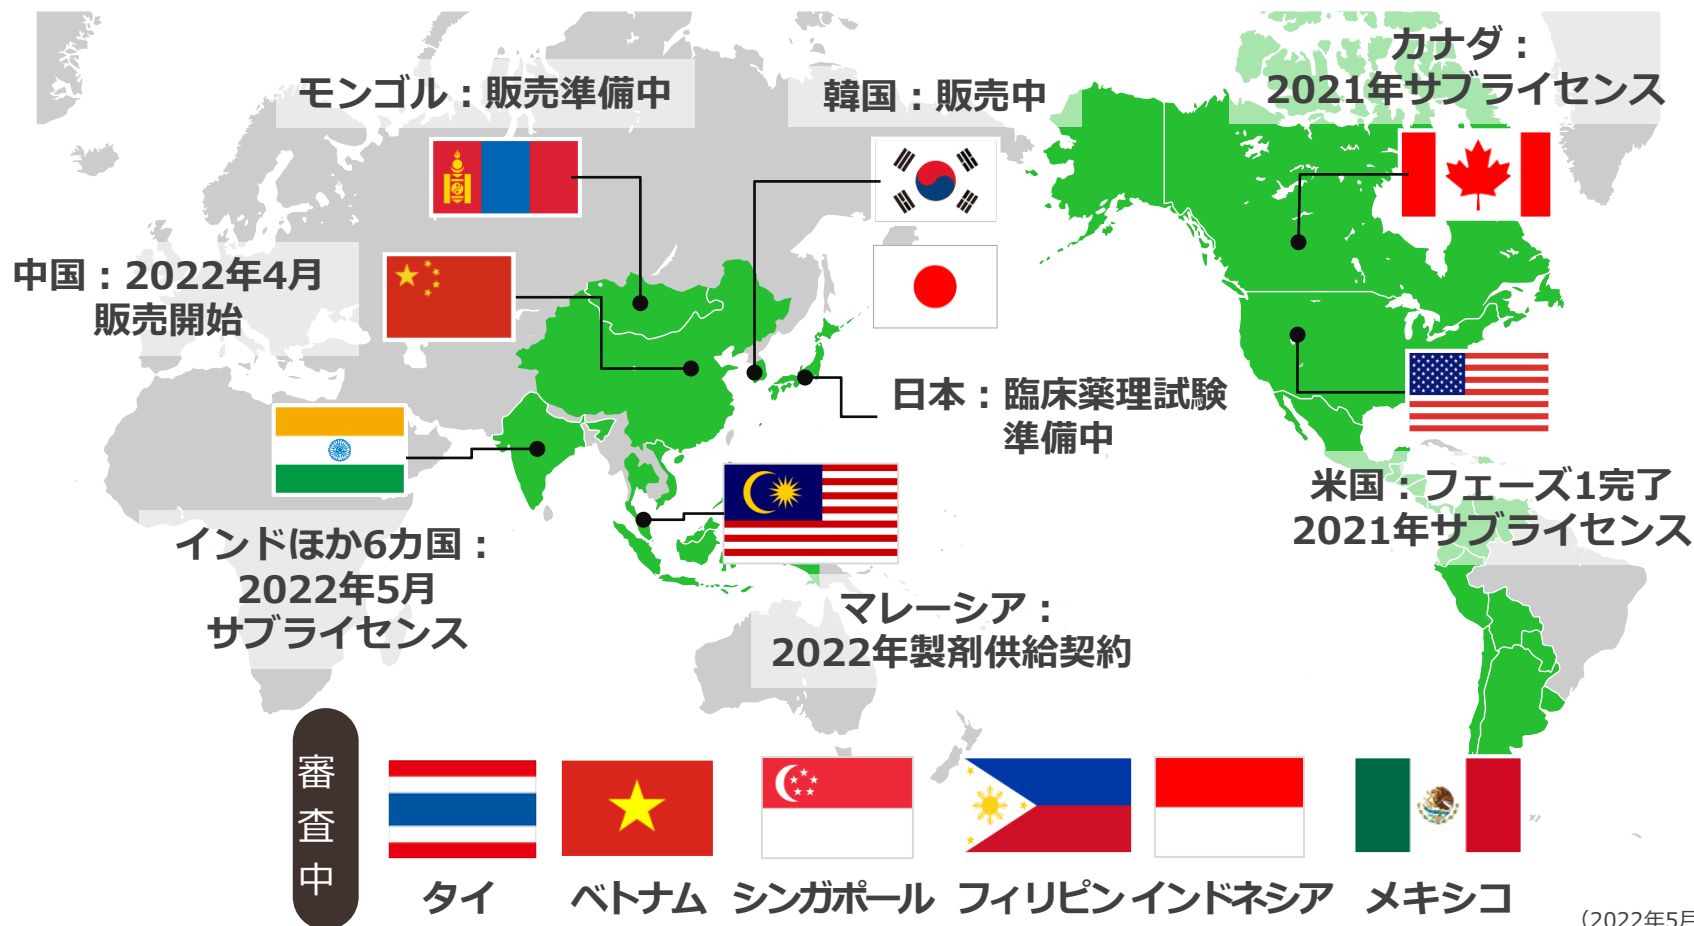 モンゴル：販売準備中
韓国：販売中
カナダ：
2021年サブライセンス
中国：2022年4月
販売開始
日本：臨床薬理試験
準備中
米国：フェーズ1完了
2021年サブライセンス
インドほか6カ国：
2022年5月
サブライセンス
マレーシア：
2022年製剤供給契約
審査中
タイ
ベトナム
シンガポール
フィリピン
インドネシア
メキシコ
（2022年5月